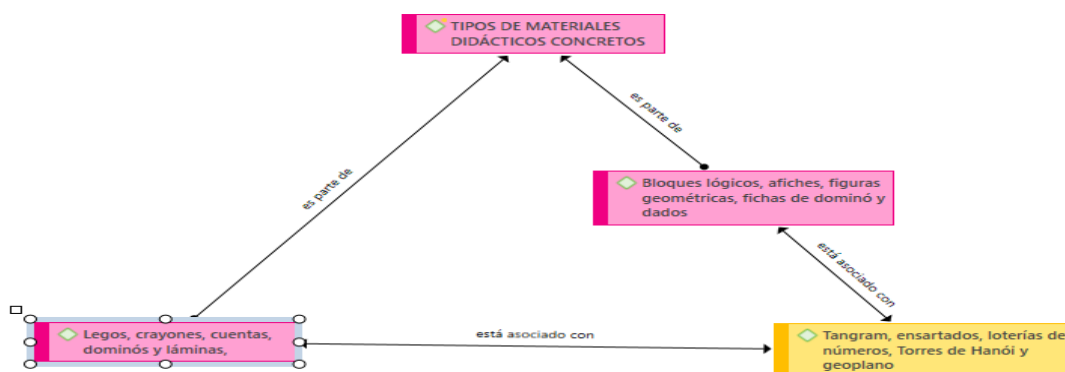 TIPOS DE MATERIALES
DIDÁCTICOS CONCRETOS
es parte de
es parte de
Bloques lógicos, afiches, figuras
geométricas, fichas de dominó y
dados
está asociado con
Legos, crayones, cuentas,
dominós y láminas,
está asociado con
Tangram, ensartados, loterías de
números, Torres de Hanói y
geoplano